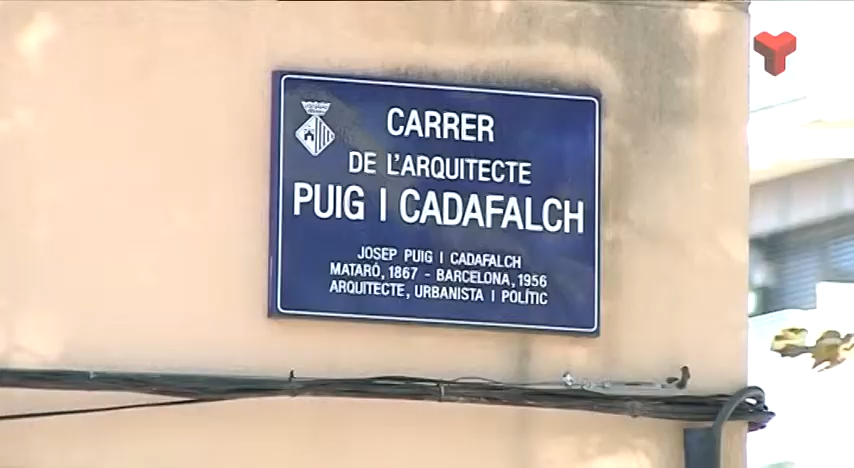 CARRER
DE L'ARQUITECTE
PUIG I CADAFALCH
JOSEP PUIG I CADAFALCH
MATARÓ, 1867 - BARCELONA, 1956
ARQUITECTE, URBANISTA I POLÍTIC